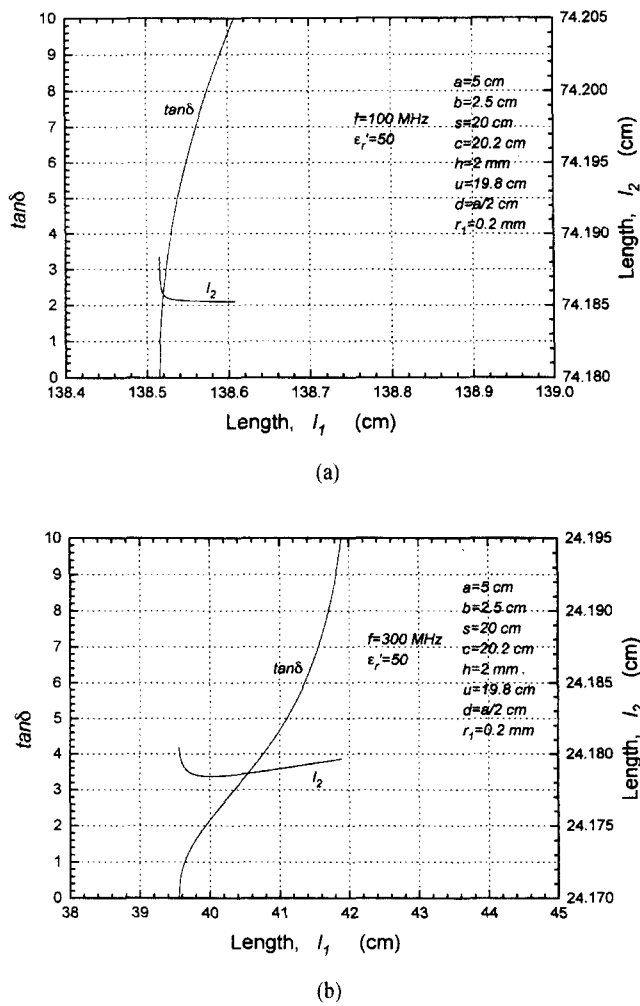 10
9
8
7
6
5
4
3
2
1
0
tanδ
tanδ
l2
f=100 MHz
εr'=50
a=5 cm
b=2.5 cm
s=20 cm
c=20.2 cm
h=2 mm
u=19.8 cm
d=a/2 cm
r1=0.2 mm
74.205
74.200
74.195
74.190
74.185
74.180
Length, l2 (cm)
138.4 138.5 138.6 138.7 138.8 138.9 139.0
Length, l1 (cm)
(a)
10
9
8
7
6
5
4
3
2
1
0
tanδ
tanδ
l2
f=300 MHz
εr'=50
a=5 cm
b=2.5 cm
s=20 cm
c=20.2 cm
h=2 mm
u=19.8 cm
d=a/2 cm
r1=0.2 mm
24.195
24.190
24.185
24.180
24.175
24.170
Length, l2 (cm)
38 39 40 41 42 43 44 45
Length, l1 (cm)
(b)